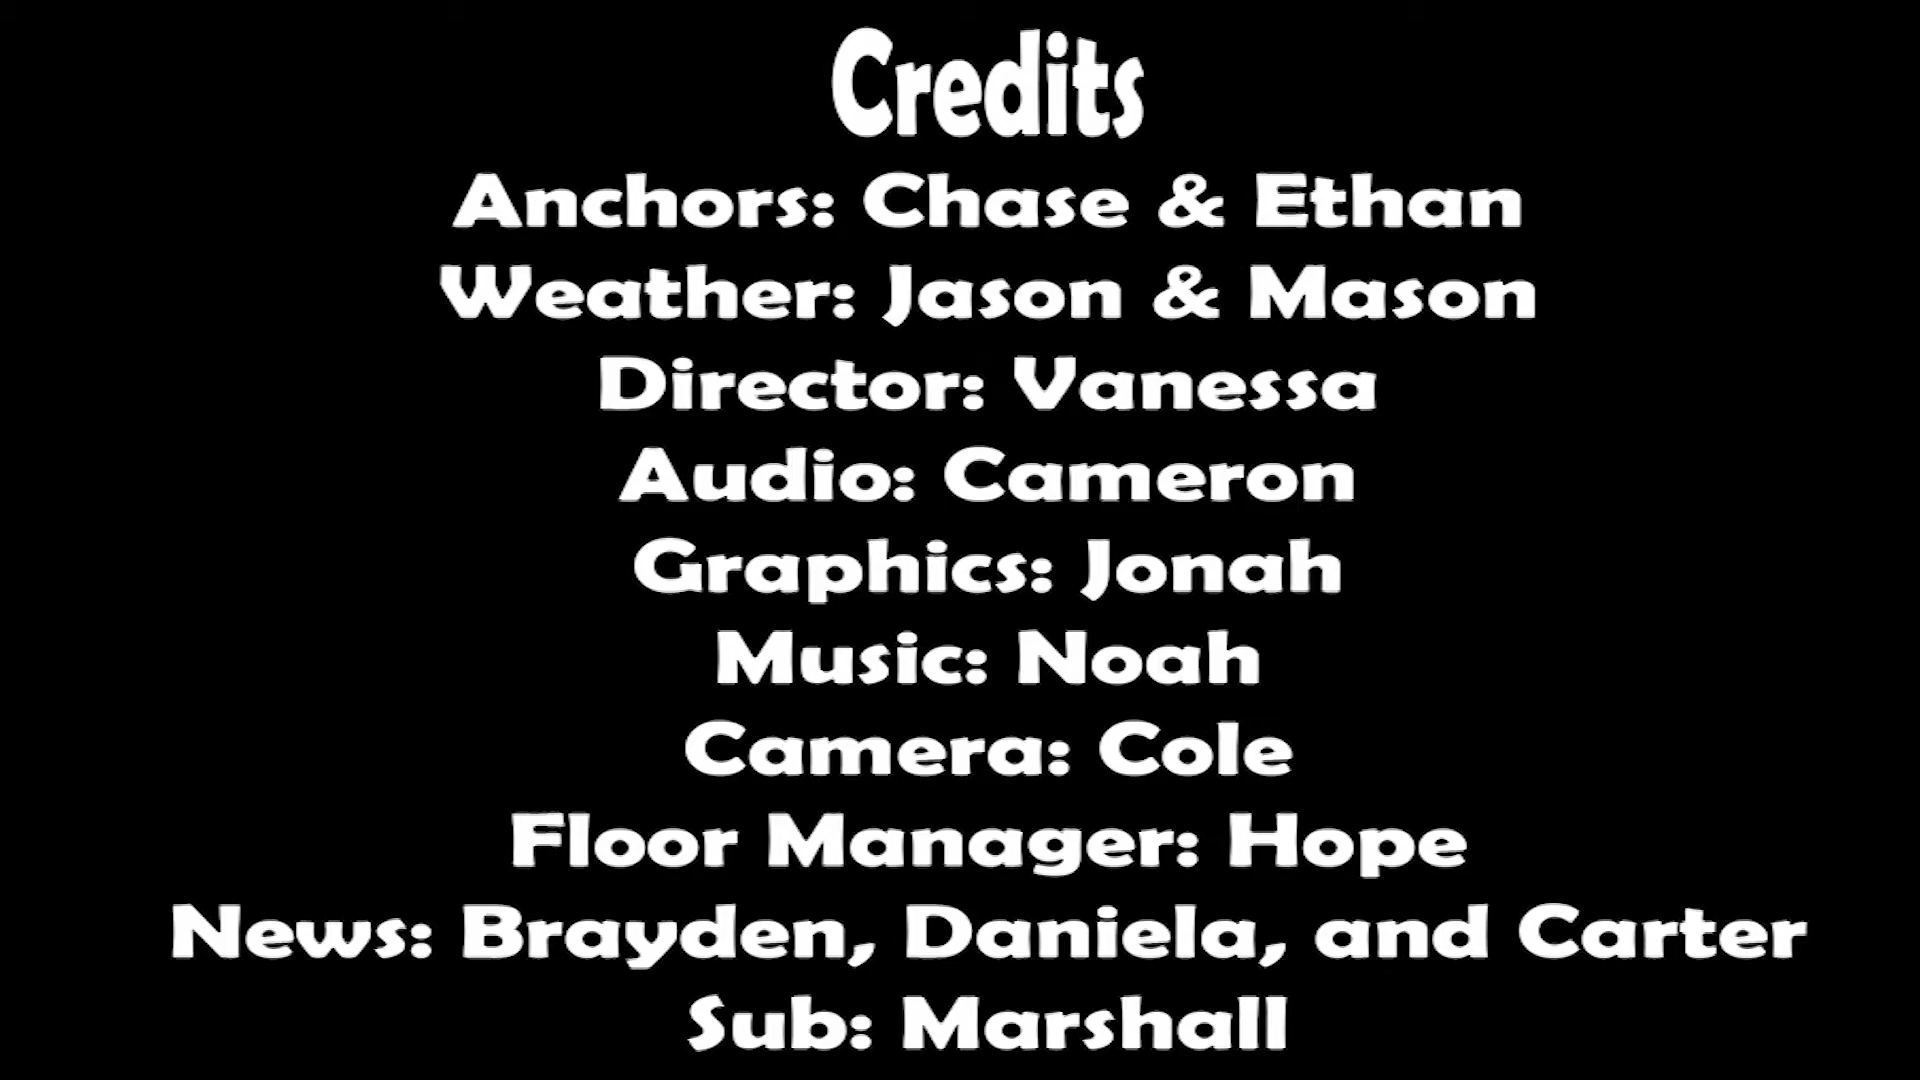 Credits
Anchors: Chase & Ethan
Weather: Jason & Mason
Director: Vanessa
Audio: Cameron
Graphics: Jonah
Music: Noah
Camera: Cole
Floor Manager: Hope
News: Brayden, Daniela, and Carter
Sub: Marshall